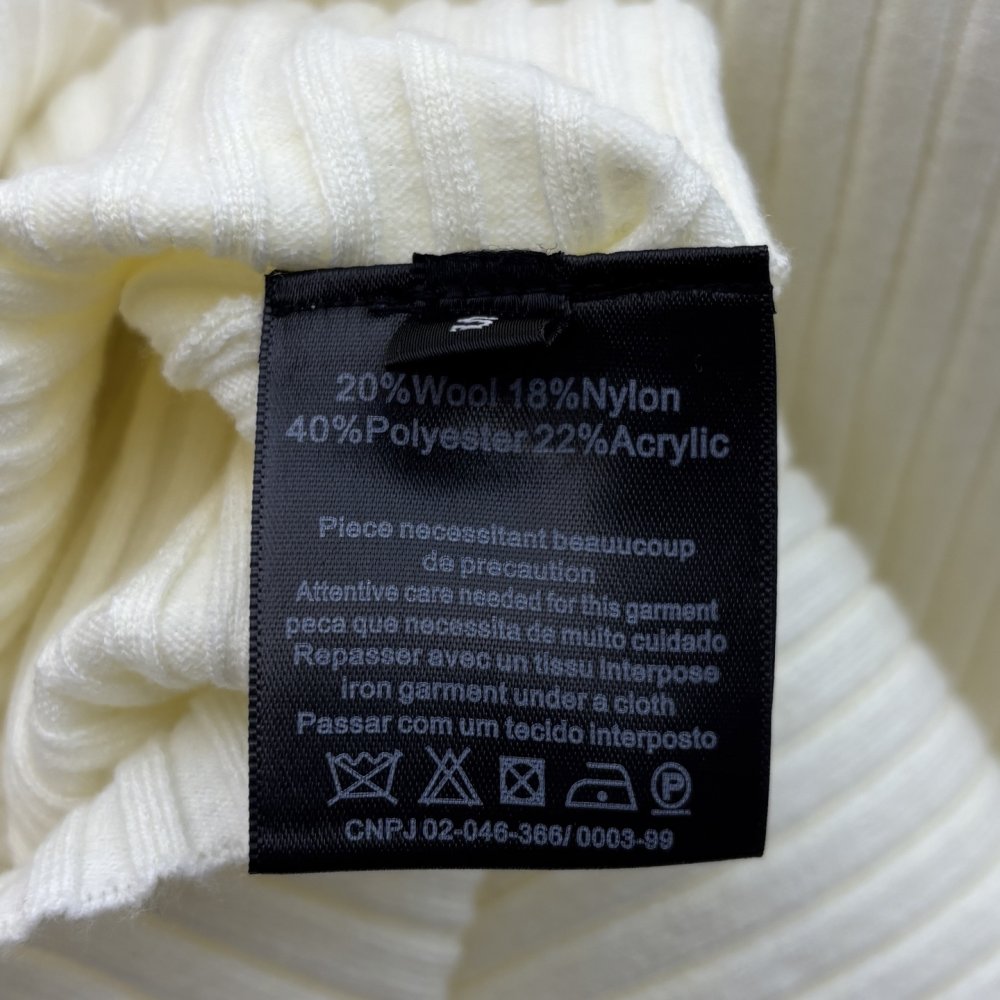 20%Wool 18%Nylon
40%Polyester 22%Acrylic
Piece necessitant beauucoup
de precaution
Attentive care needed for this garment
peca que necessita de muito cuidado
Repasser avec un tissu interpose
iron garment under a cloth
Passar com um tecido interposto
P
CNPJ 02-046-366/ 0003-99